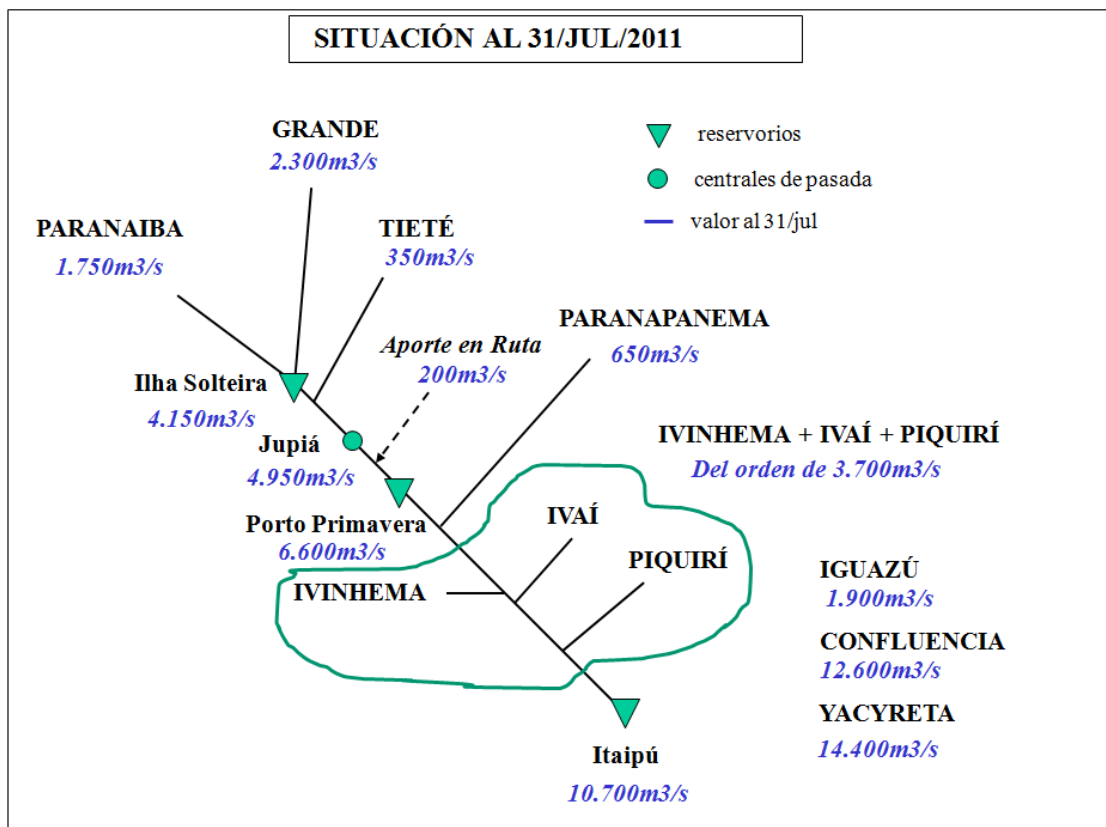 SITUACIÓN AL 31/JUL/2011
GRANDE
2.300m3/s
reservorios
centrales de pasada
valor al 31/jul
PARANAIBA
1.750m3/s
TIETÉ
350m3/s
PARANAPANEMA
650m3/s
Aporte en Ruta
200m3/s
Ilha Solteira
4.150m3/s
Jupiá
4.950m3/s
IVINHEMA + IVAÍ + PIQUIRÍ
Del orden de 3.700m3/s
Porto Primavera
6.600m3/s
IVAÍ
PIQUIRÍ
IVINHEMA
IGUAZÚ
1.900m3/s
CONFLUENCIA
12.600m3/s
YACYRETA
14.400m3/s
Itaipú
10.700m3/s